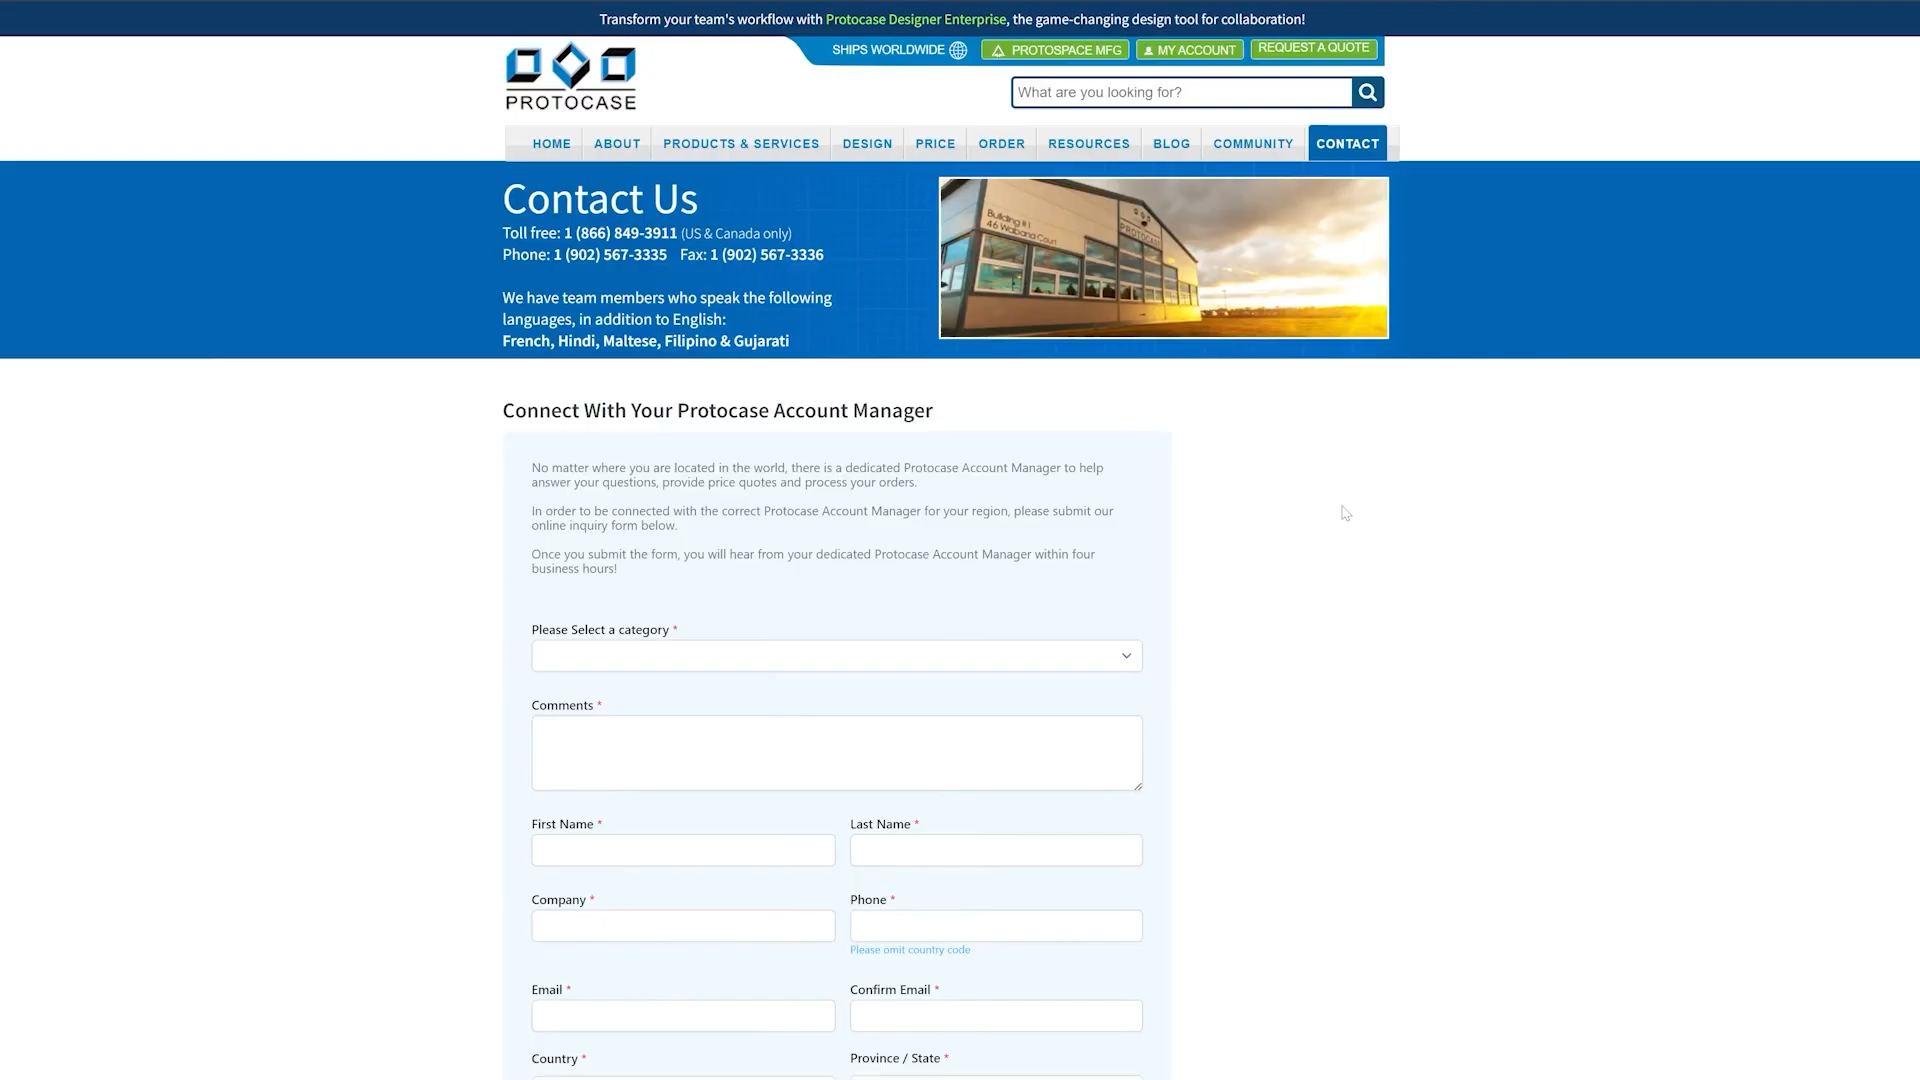 Transform your team's workflow with Protocase Designer Enterprise, the game-changing design tool for collaboration!
SHIPS WORLDWIDE
PROTOSPACE MFG
MY ACCOUNT
REQUEST A QUOTE
PROTOCASE
What are you looking for?
HOME ABOUT PRODUCTS & SERVICES DESIGN PRICE ORDER RESOURCES BLOG COMMUNITY CONTACT
Contact Us
Toll free: 1 (866) 849-3911 (US & Canada only)
Phone: 1 (902) 567-3335 Fax: 1 (902) 567-3336
We have team members who speak the following
languages, in addition to English:
French, Hindi, Maltese, Filipino & Gujarati
Building # 1
46 Wabana Court
PROTOCASE
Connect With Your Protocase Account Manager
No matter where you are located in the world, there is a dedicated Protocase Account Manager to help
answer your questions, provide price quotes and process your orders.
In order to be connected with the correct Protocase Account Manager for your region, please submit our
online inquiry form below.
Once you submit the form, you will hear from your dedicated Protocase Account Manager within four
business hours!
Please Select a category *
Comments *
First Name *
Last Name *
Company *
Phone *
Please omit country code
Email *
Confirm Email *
Country *
Province / State *